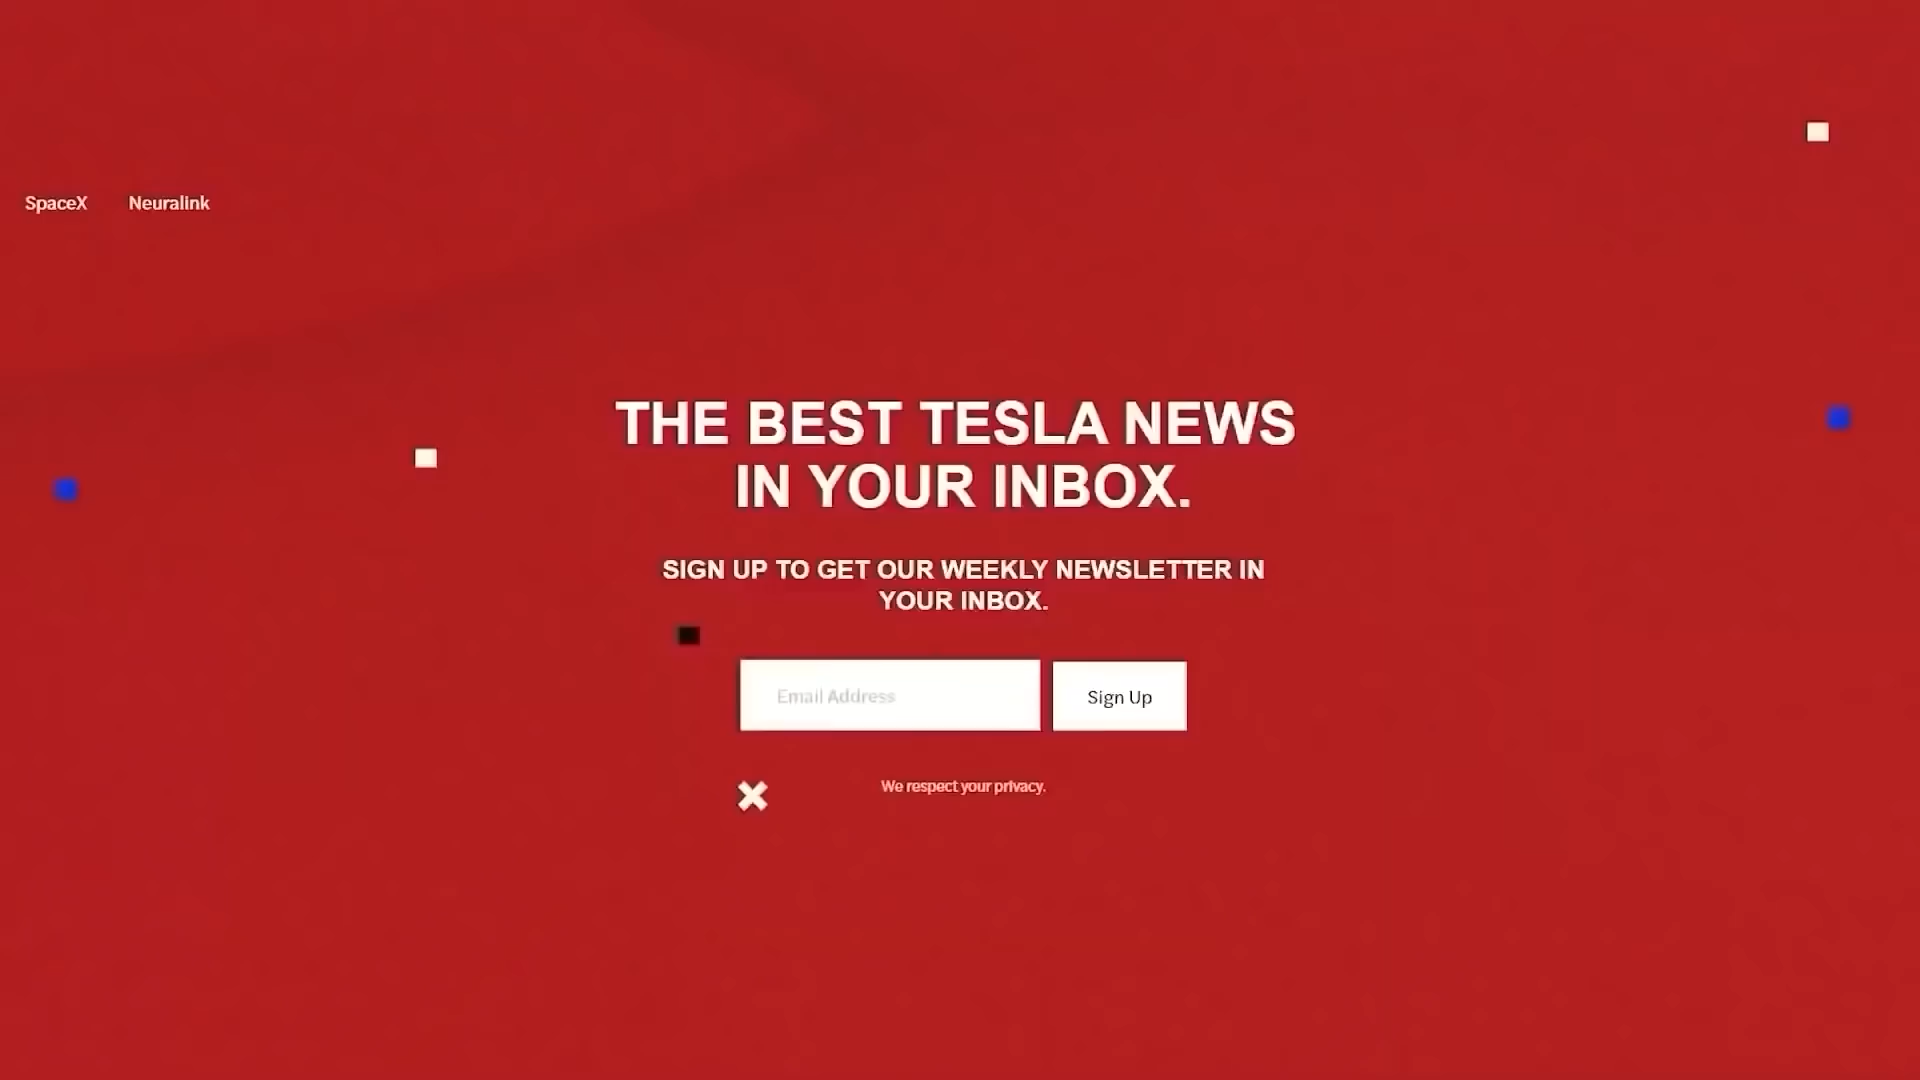 SpaceX Neuralink
THE BEST TESLA NEWS
IN YOUR INBOX.
SIGN UP TO GET OUR WEEKLY NEWSLETTER IN
YOUR INBOX.
Email Address
Sign Up
We respect your privacy.